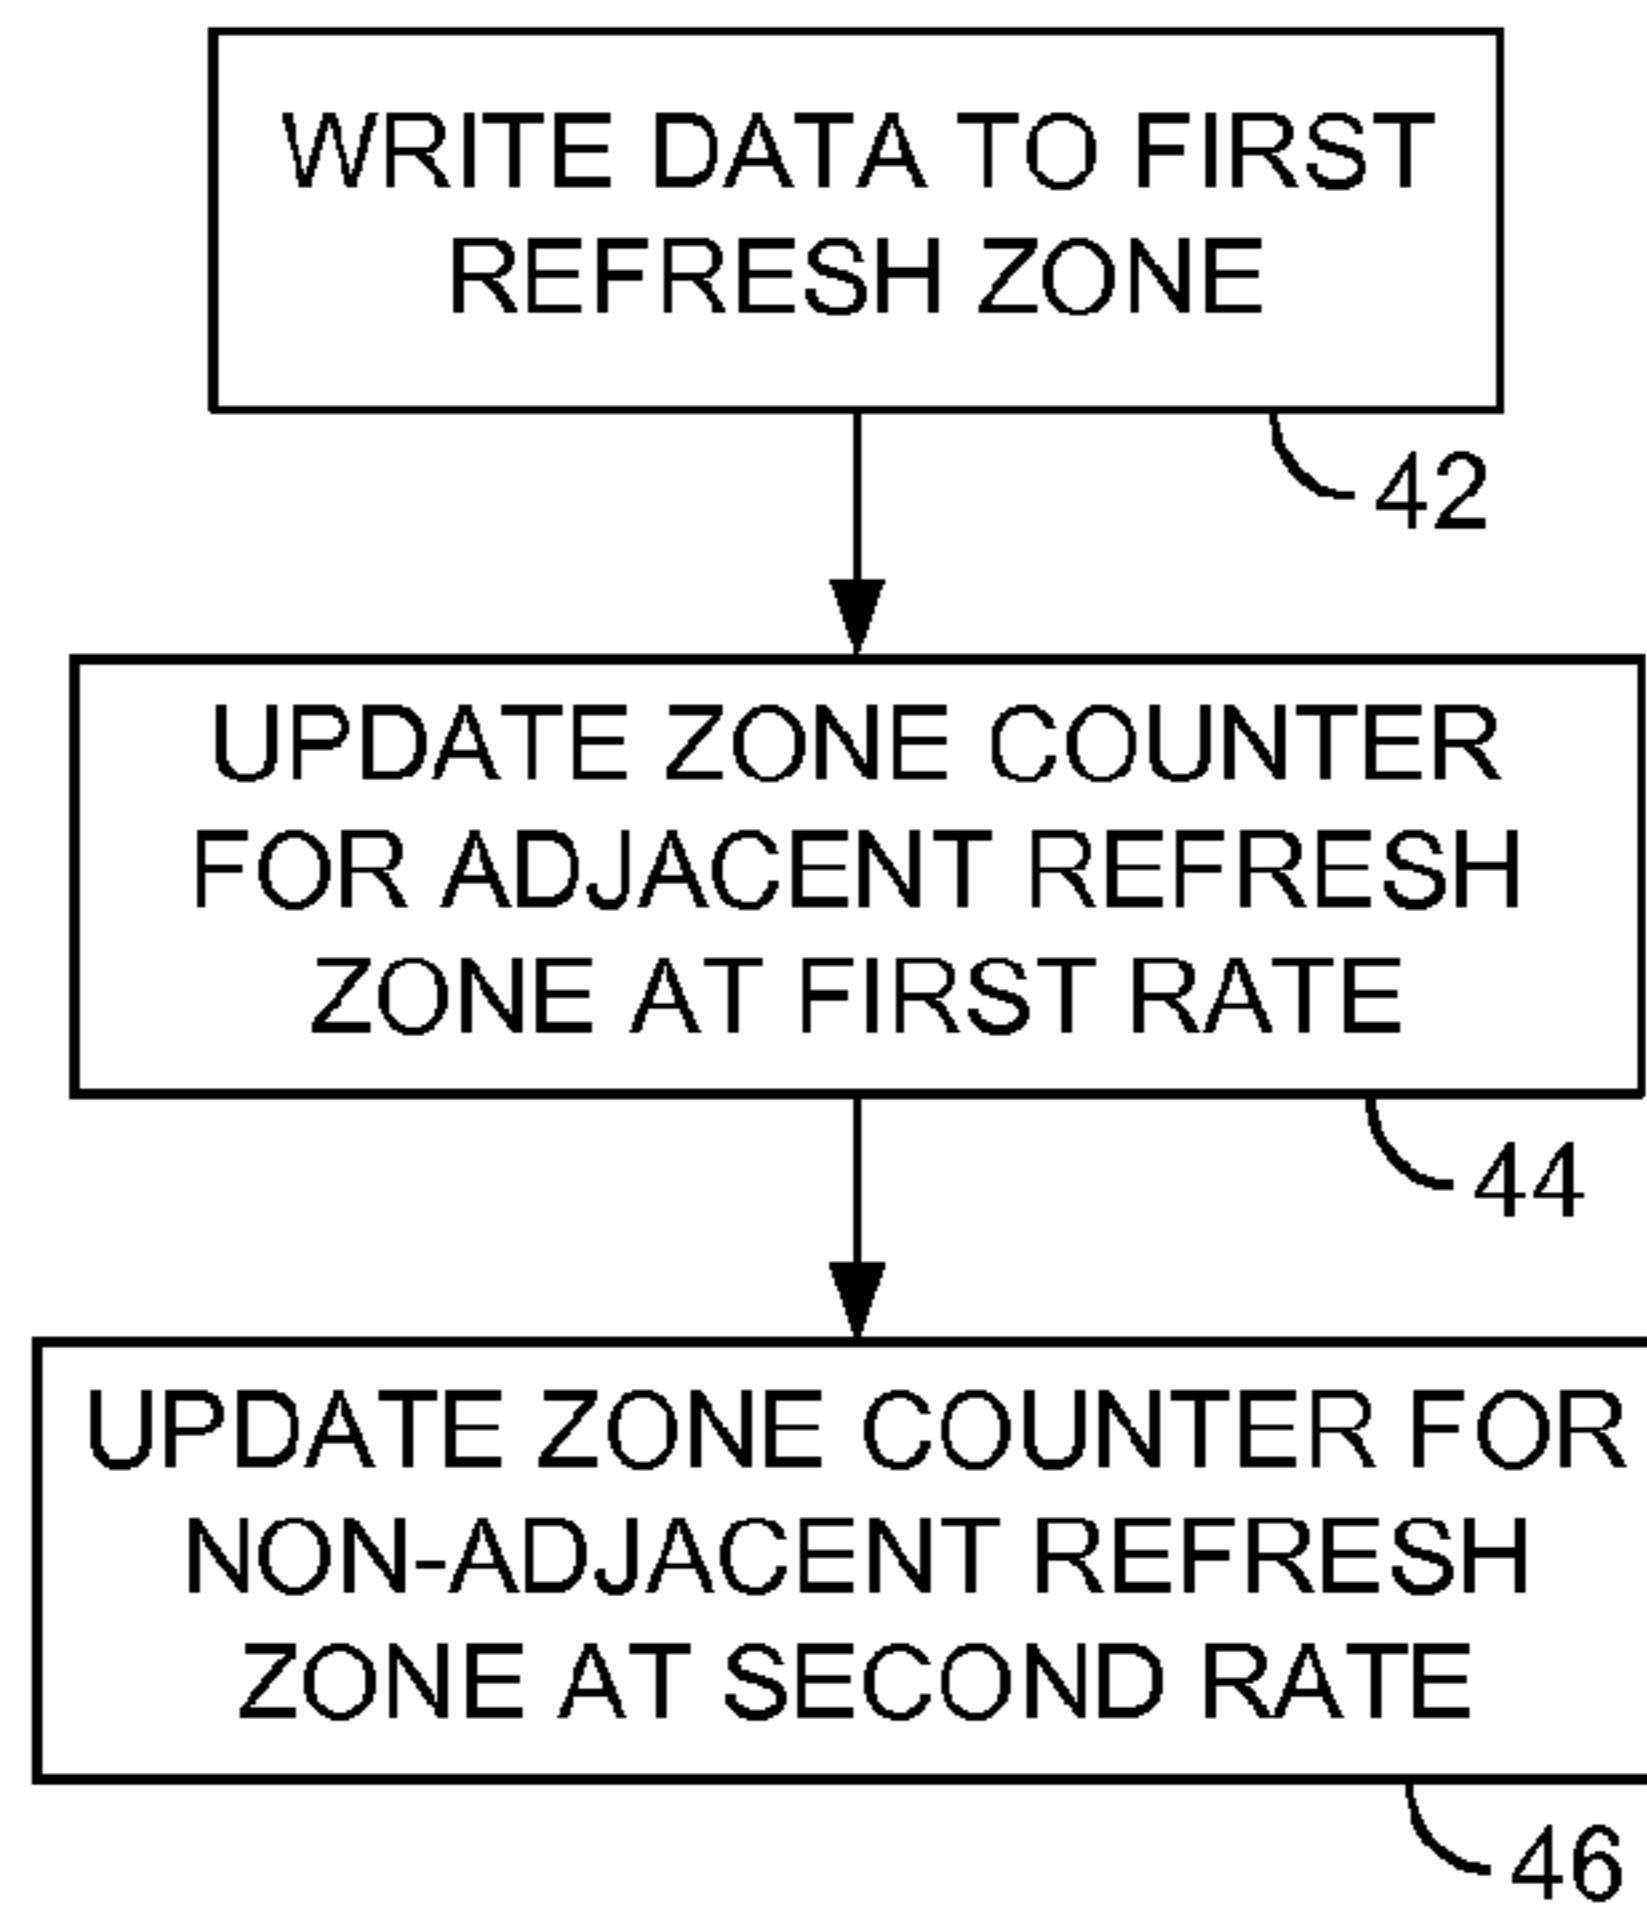 WRITE DATA TO FIRST
REFRESH ZONE
42
UPDATE ZONE COUNTER
FOR ADJACENT REFRESH
ZONE AT FIRST RATE
44
UPDATE ZONE COUNTER FOR
NON-ADJACENT REFRESH
ZONE AT SECOND RATE
46